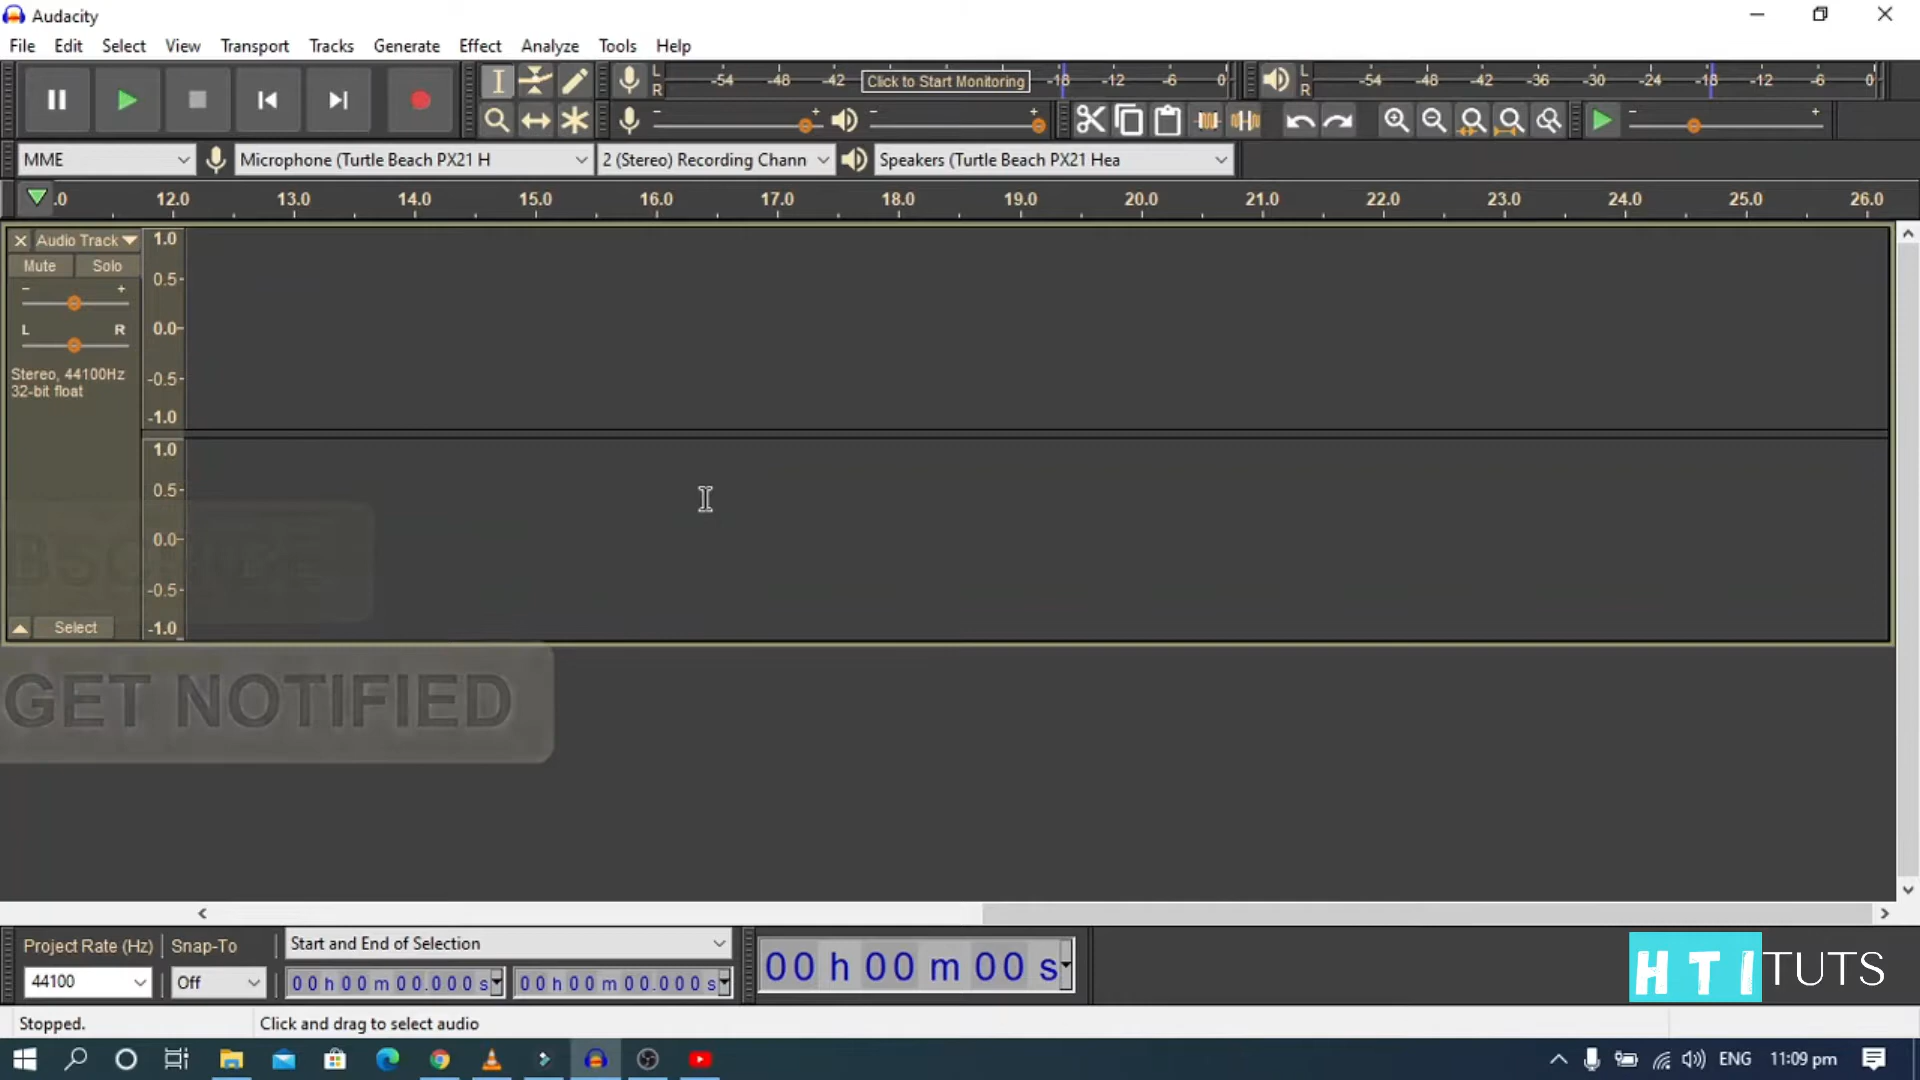 Audacity
File Edit Select View Transport Tracks Generate Effect Analyze Tools Help
L R -54 -48 -42 Click to Start Monitoring -18 -12 -6 0 L R -54 -48 -42 -36 -30 -24 -18 -12 -6 0
- + - + - +
MME Microphone (Turtle Beach PX21 H 2 (Stereo) Recording Chann Speakers (Turtle Beach PX21 Hea
.0 12.0 13.0 14.0 15.0 16.0 17.0 18.0 19.0 20.0 21.0 22.0 23.0 24.0 25.0 26.0
Audio Track 1.0
Mute Solo
0.5-
- +
L R 0.0-
Stereo, 44100Hz -0.5-
32-bit float
-1.0
1.0
0.5-
0.0-
-0.5-
Select -1.0
GET NOTIFIED
Project Rate (Hz) Snap-To Start and End of Selection
44100 Off 00 h 00 m 00.000 s 00 h 00 m 00.000 s 00 h 00 m 00 s
HTI TUTS
Stopped. Click and drag to select audio
ENG 11:09 pm